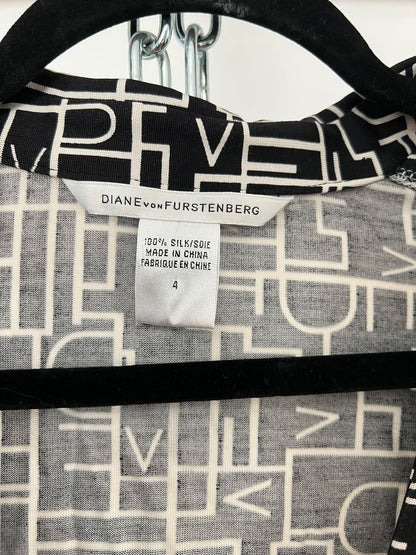 DIANE VON FURSTENBERG
100% SILK/SOIE
MADE IN CHINA
FABRIQUE EN CHINE
4